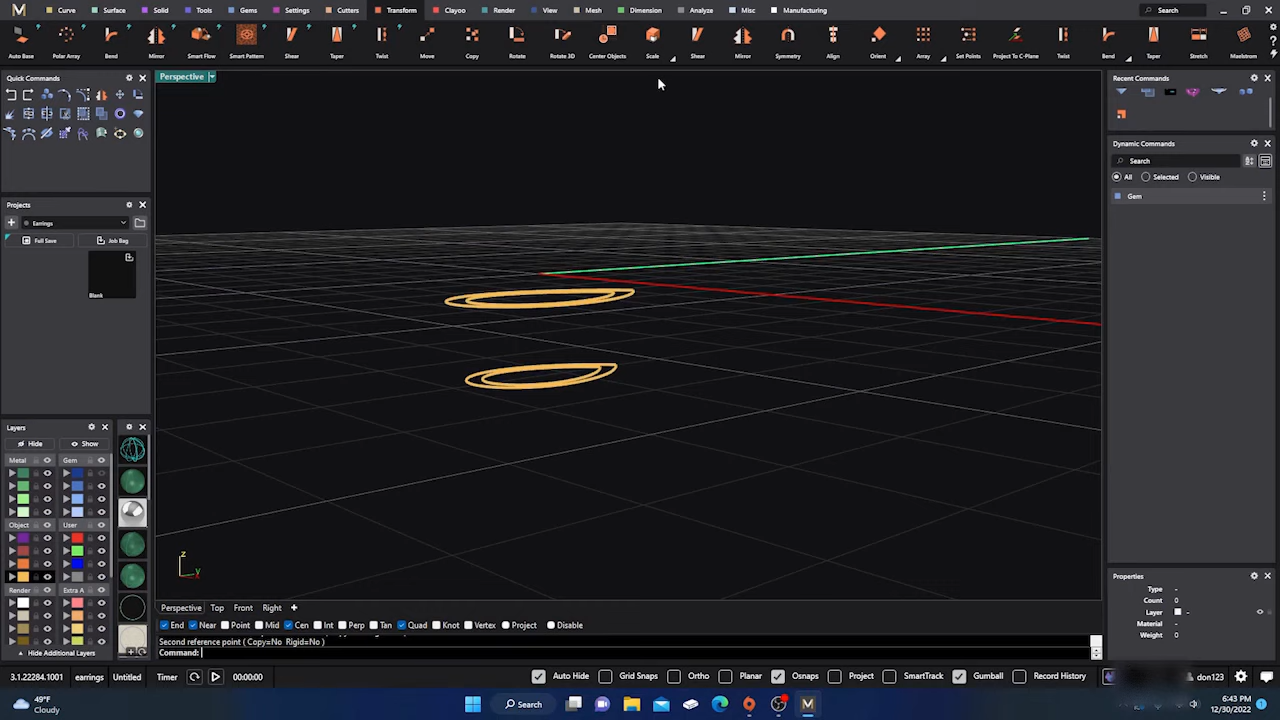 Curve Surface Solid Tools Gems Settings Cutters Transform Clayoo Render View Mesh Dimension Analyze Misc Manufacturing Search
Auto Base Polar Array Bend Mirror Smart Flow Smart Pattern Shear Taper Twist Move Copy Rotate Rotate 3D Center Objects Scale Shear Mirror Symmetry Align Orient Array Set Points Project To C-Plane Twist Bend Taper Stretch Maelstrom
Quick Commands
Perspective
Recent Commands
Dynamic Commands
Search
All Selected Visible
Gem
Projects
Earrings
Full Save Job Bag
Blank
Layers
Hide Show
Metal Gem
Object User
Render Extra A
Hide Additional Layers
z
y
Perspective Top Front Right
End Near Point Mid Cen Int Perp Tan Quad Knot Vertex Project Disable
Second reference point ( Copy=No Rigid=No )
Command:
Properties
Type -
Count 0
Layer -
Material -
Weight 0
3.1.22284.1001 earrings Untitled Timer 00:00:00 Auto Hide Grid Snaps Ortho Planar Osnaps Project SmartTrack Gumball Record History don123
49°F
Cloudy
Search
6:43 PM
12/30/2022